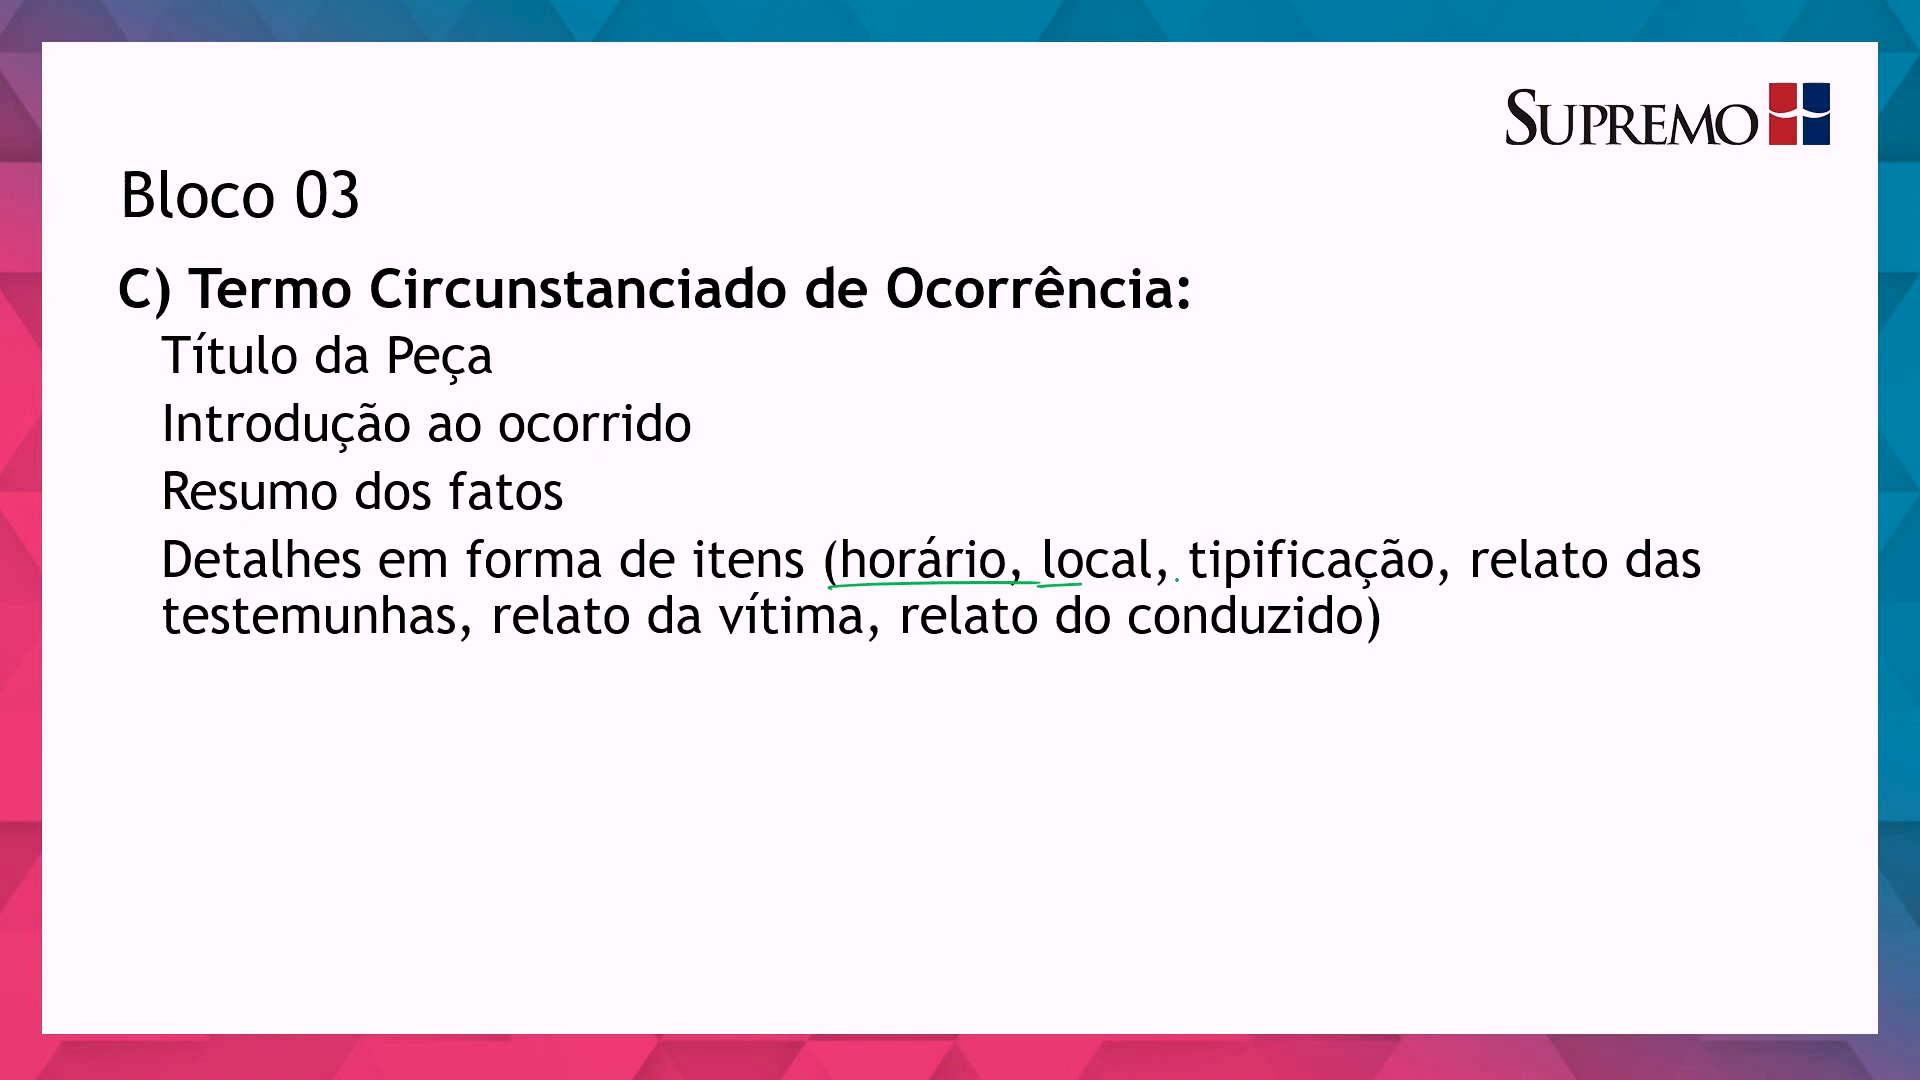 SUPREMO
Bloco 03
C) Termo Circunstanciado de Ocorrência:
Título da Peça
Introdução ao ocorrido
Resumo dos fatos
Detalhes em forma de itens (horário, local, tipificação, relato das
testemunhas, relato da vítima, relato do conduzido)